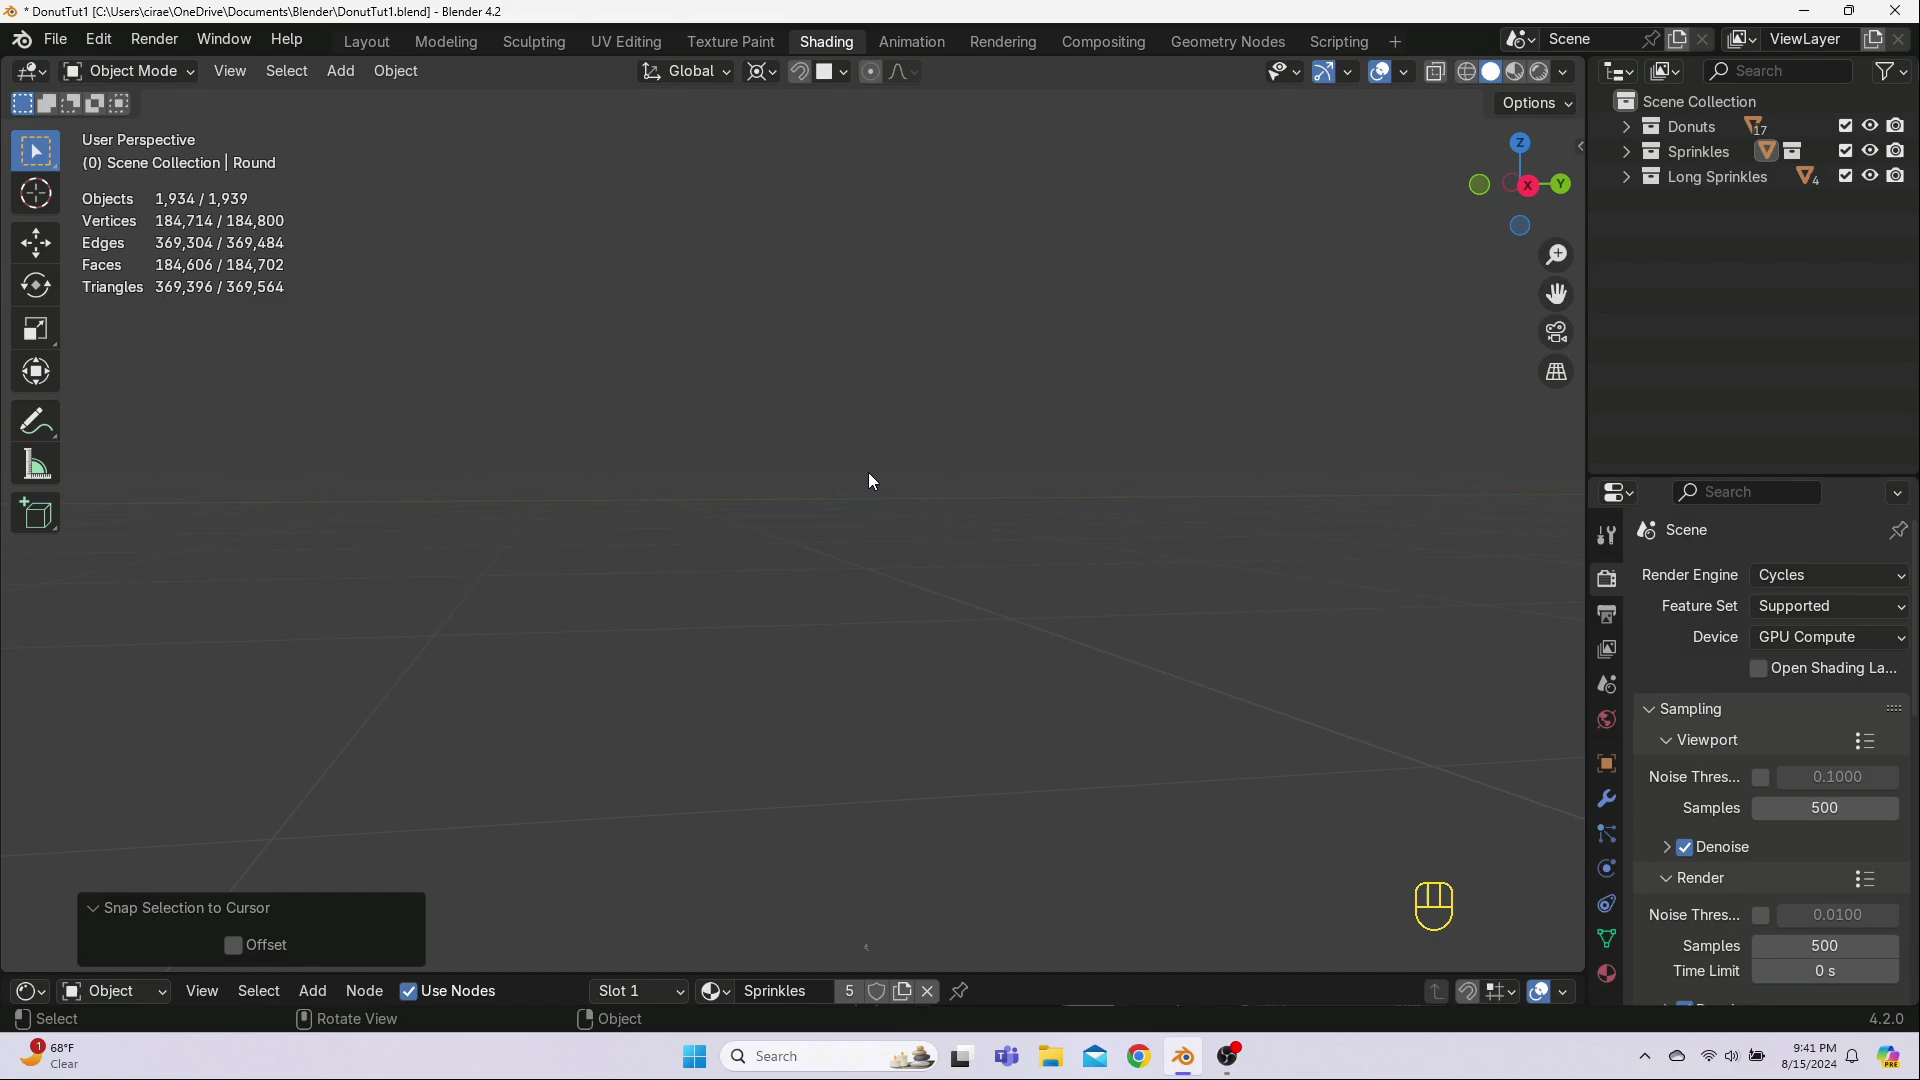 * DonutTut1 [C:\Users\cirae\OneDrive\Documents\Blender\DonutTut1.blend] - Blender 4.2
File Edit Render Window Help Layout Modeling Sculpting UV Editing Texture Paint Shading Animation Rendering Compositing Geometry Nodes Scripting + Scene ViewLayer
Object Mode View Select Add Object Global Search
Options
Scene Collection
Donuts 17
Sprinkles
Long Sprinkles 4
User Perspective
(0) Scene Collection | Round
Objects 1,934 / 1,939
Vertices 184,714 / 184,800
Edges 369,304 / 369,484
Faces 184,606 / 184,702
Triangles 369,396 / 369,564
Z
X
Y
Search
Scene
Render Engine Cycles
Feature Set Supported
Device GPU Compute
Open Shading La...
Sampling
Viewport
Noise Thres... 0.1000
Samples 500
Denoise
Render
Noise Thres... 0.0100
Samples 500
Time Limit 0 s
Snap Selection to Cursor
Offset
Object View Select Add Node Use Nodes Slot 1 Sprinkles 5
Select Rotate View Object 4.2.0
1
68°F
Clear
Search
9:41 PM
8/15/2024
PRE